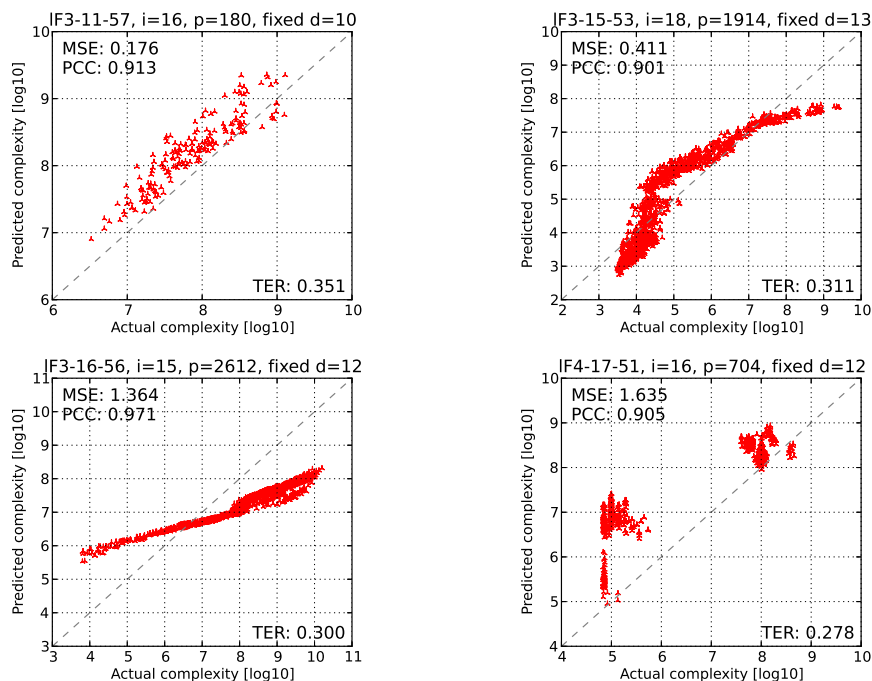 lF3-11-57, i=16, p=180, fixed d=10
MSE: 0.176
PCC: 0.913
TER: 0.351
10
9
8
7
6
6 7 8 9 10
Predicted complexity [log10]
Actual complexity [log10]
lF3-15-53, i=18, p=1914, fixed d=13
MSE: 0.411
PCC: 0.901
TER: 0.311
10
9
8
7
6
5
4
3
2
2 3 4 5 6 7 8 9 10
Predicted complexity [log10]
Actual complexity [log10]
lF3-16-56, i=15, p=2612, fixed d=12
MSE: 1.364
PCC: 0.971
TER: 0.300
11
10
9
8
7
6
5
4
3
3 4 5 6 7 8 9 10 11
Predicted complexity [log10]
Actual complexity [log10]
lF4-17-51, i=16, p=704, fixed d=12
MSE: 1.635
PCC: 0.905
TER: 0.278
10
9
8
7
6
5
4
4 5 6 7 8 9 10
Predicted complexity [log10]
Actual complexity [log10]